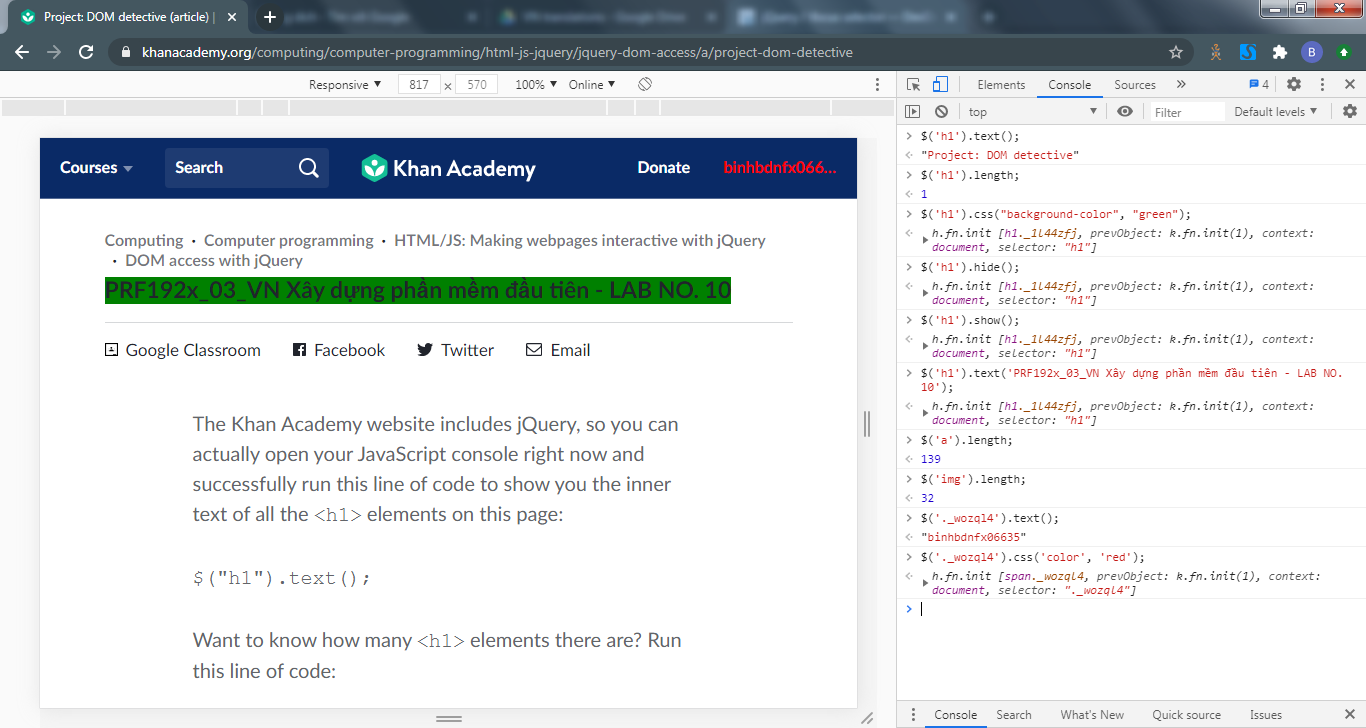 Project: DOM detective (article) |
khanacademy.org/computing/computer-programming/html-js-jquery/jquery-dom-access/a/project-dom-detective
B
Responsive ▼ 817 × 570 100% ▼ Online ▼
Courses
Search
Khan Academy
Donate
binhbdnfx066...
Computing • Computer programming • HTML/JS: Making webpages interactive with jQuery
• DOM access with jQuery
PRF192x_03_VN Xây dựng phần mềm đầu tiên - LAB NO. 10
Google Classroom Facebook Twitter Email
The Khan Academy website includes jQuery, so you can
actually open your JavaScript console right now and
successfully run this line of code to show you the inner
text of all the <h1> elements on this page:
$("h1").text();
Want to know how many <h1> elements there are? Run
this line of code:
Elements Console Sources » 4
top ▼ Filter Default levels ▼
> $('h1').text();
"Project: DOM detective"
> $('h1').length;
1
> $('h1').css("background-color", "green");
h.fn.init [h1._1l44zfj, prevObject: k.fn.init(1), context:
document, selector: "h1"]
> $('h1').hide();
h.fn.init [h1._1l44zfj, prevObject: k.fn.init(1), context:
document, selector: "h1"]
> $('h1').show();
h.fn.init [h1._1l44zfj, prevObject: k.fn.init(1), context:
document, selector: "h1"]
> $('h1').text('PRF192x_03_VN Xây dựng phần mềm đầu tiên - LAB NO.
10');
h.fn.init [h1._1l44zfj, prevObject: k.fn.init(1), context:
document, selector: "h1"]
> $('a').length;
139
> $('img').length;
32
> $('._wozql4').text();
"binhbdnfx06635"
> $('._wozql4').css('color', 'red');
h.fn.init [span._wozql4, prevObject: k.fn.init(1), context:
document, selector: "._wozql4"]
>
Console Search What's New Quick source Issues